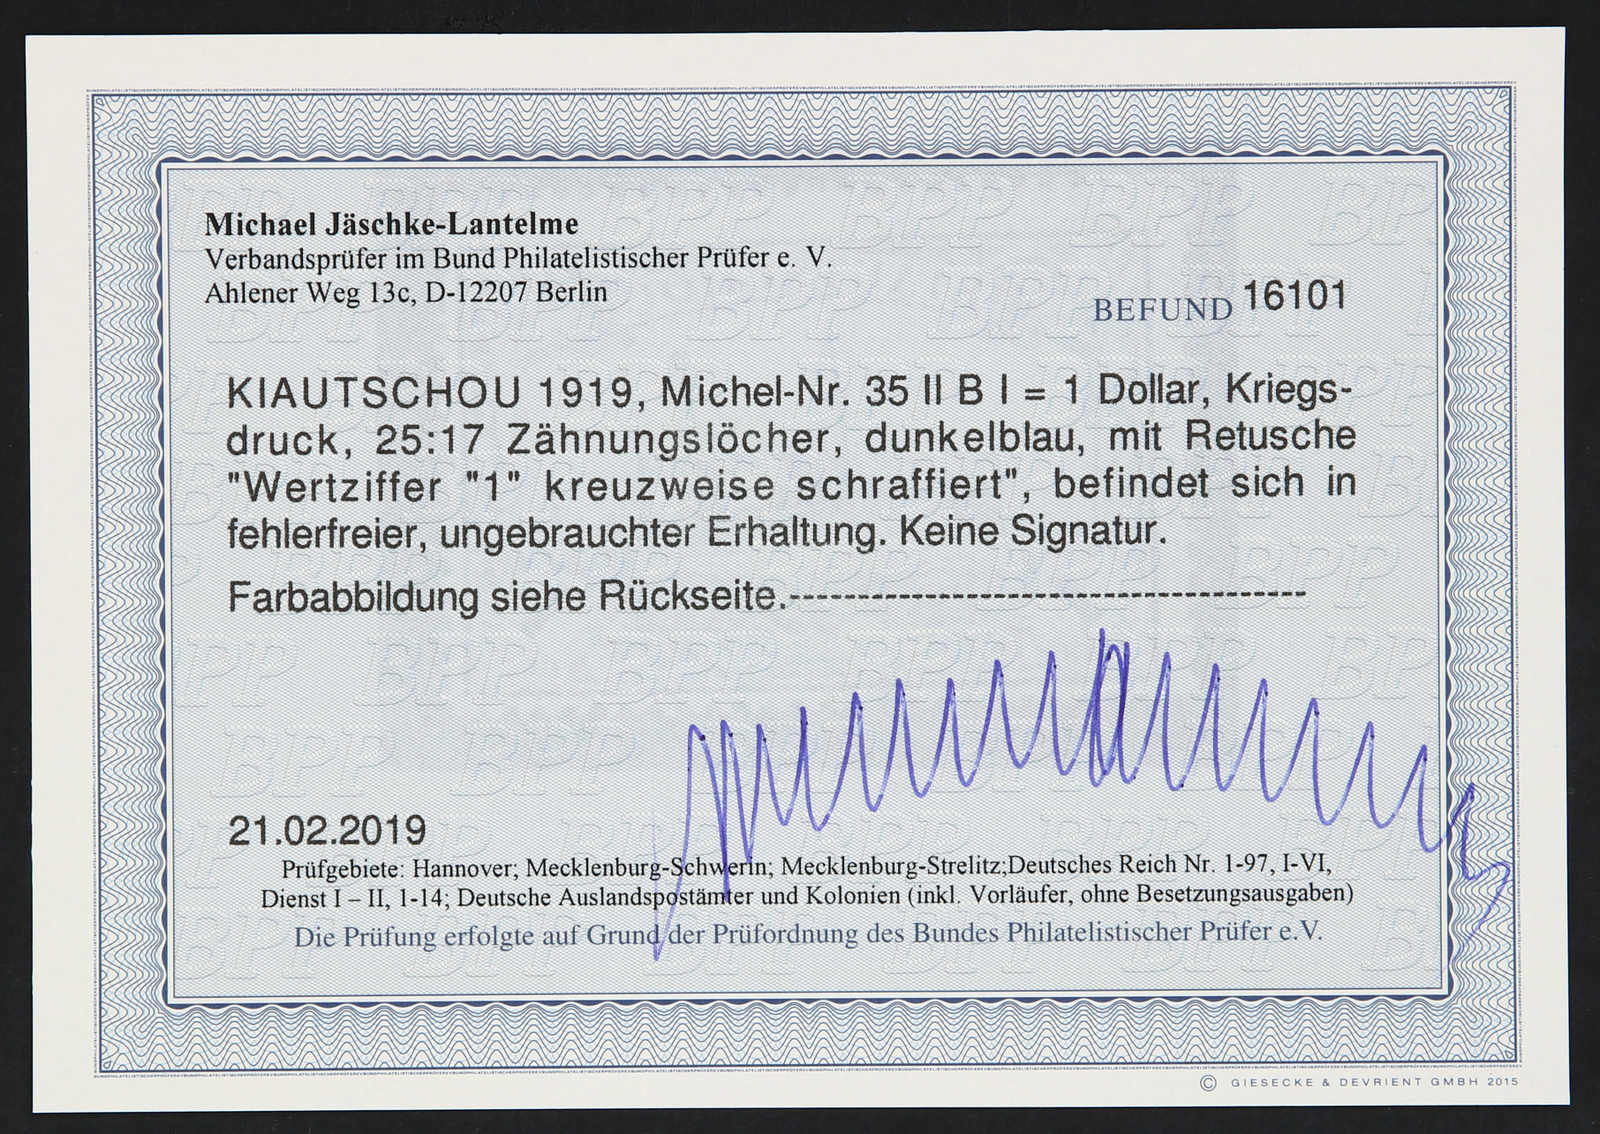 Michael Jäschke-Lantelme
Verbandsprüfer im Bund Philatelistischer Prüfer e. V.
Ahlener Weg 13c, D-12207 Berlin
BEFUND 16101
KIAUTSCHOU 1919, Michel-Nr. 35 II B I = 1 Dollar, Kriegs-
druck, 25:17 Zähnungslöcher, dunkelblau, mit Retusche
"Wertziffer "1" kreuzweise schraffiert", befindet sich in
fehlerfreier, ungebrauchter Erhaltung. Keine Signatur.
Farbabbildung siehe Rückseite.--------------------------------------
21.02.2019
Prüfgebiete: Hannover; Mecklenburg-Schwerin; Mecklenburg-Strelitz;Deutsches Reich Nr. 1-97, I-VI,
Dienst I – II, 1-14; Deutsche Auslandspostämter und Kolonien (inkl. Vorläufer, ohne Besetzungsausgaben)
Die Prüfung erfolgte auf Grund der Prüfordnung des Bundes Philatelistischer Prüfer e.V.
© GIESECKE & DEVRIENT GMBH 2015